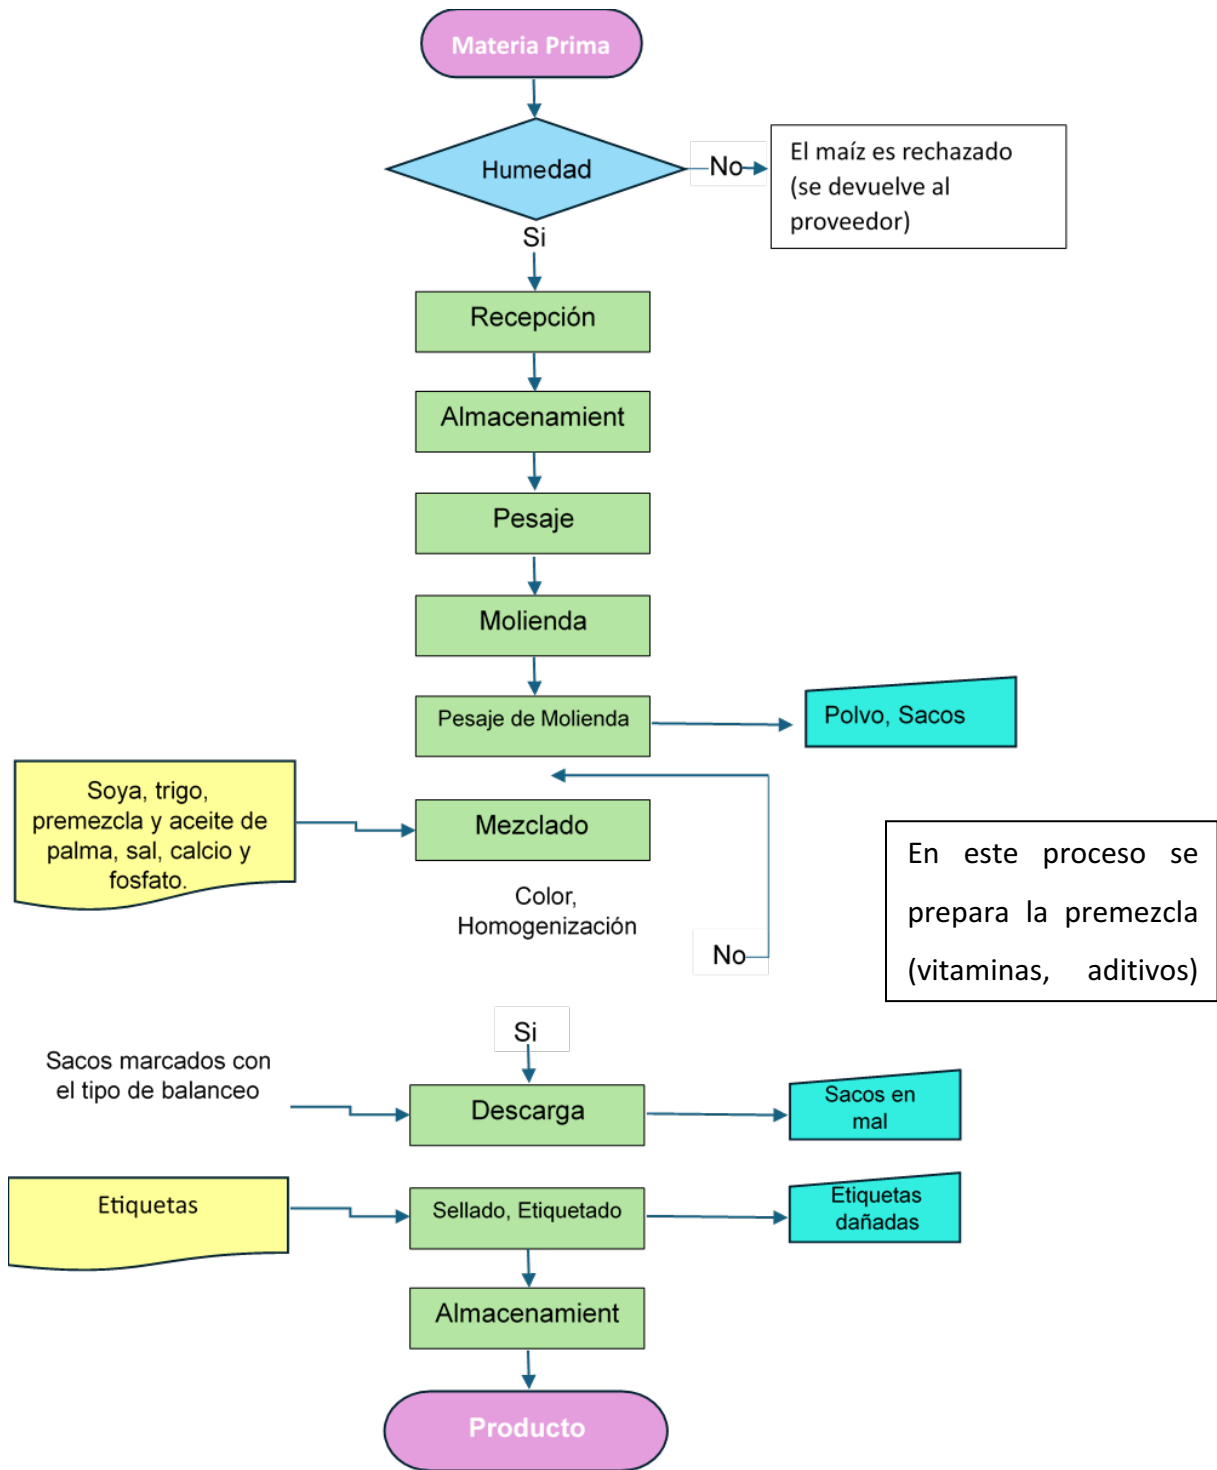 Materia Prima
Humedad
No
El maíz es rechazado
(se devuelve al
proveedor)
Si
Recepción
Almacenamient
Pesaje
Molienda
Pesaje de Molienda
Polvo, Sacos
Soya, trigo,
premezcla y aceite de
palma, sal, calcio y
fosfato.
Mezclado
En este proceso se
prepara la premezcla
(vitaminas, aditivos)
Color,
Homogenización
No
Si
Sacos marcados con
el tipo de balanceo
Descarga
Sacos en
mal
Etiquetas
Sellado, Etiquetado
Etiquetas
dañadas
Almacenamient
Producto